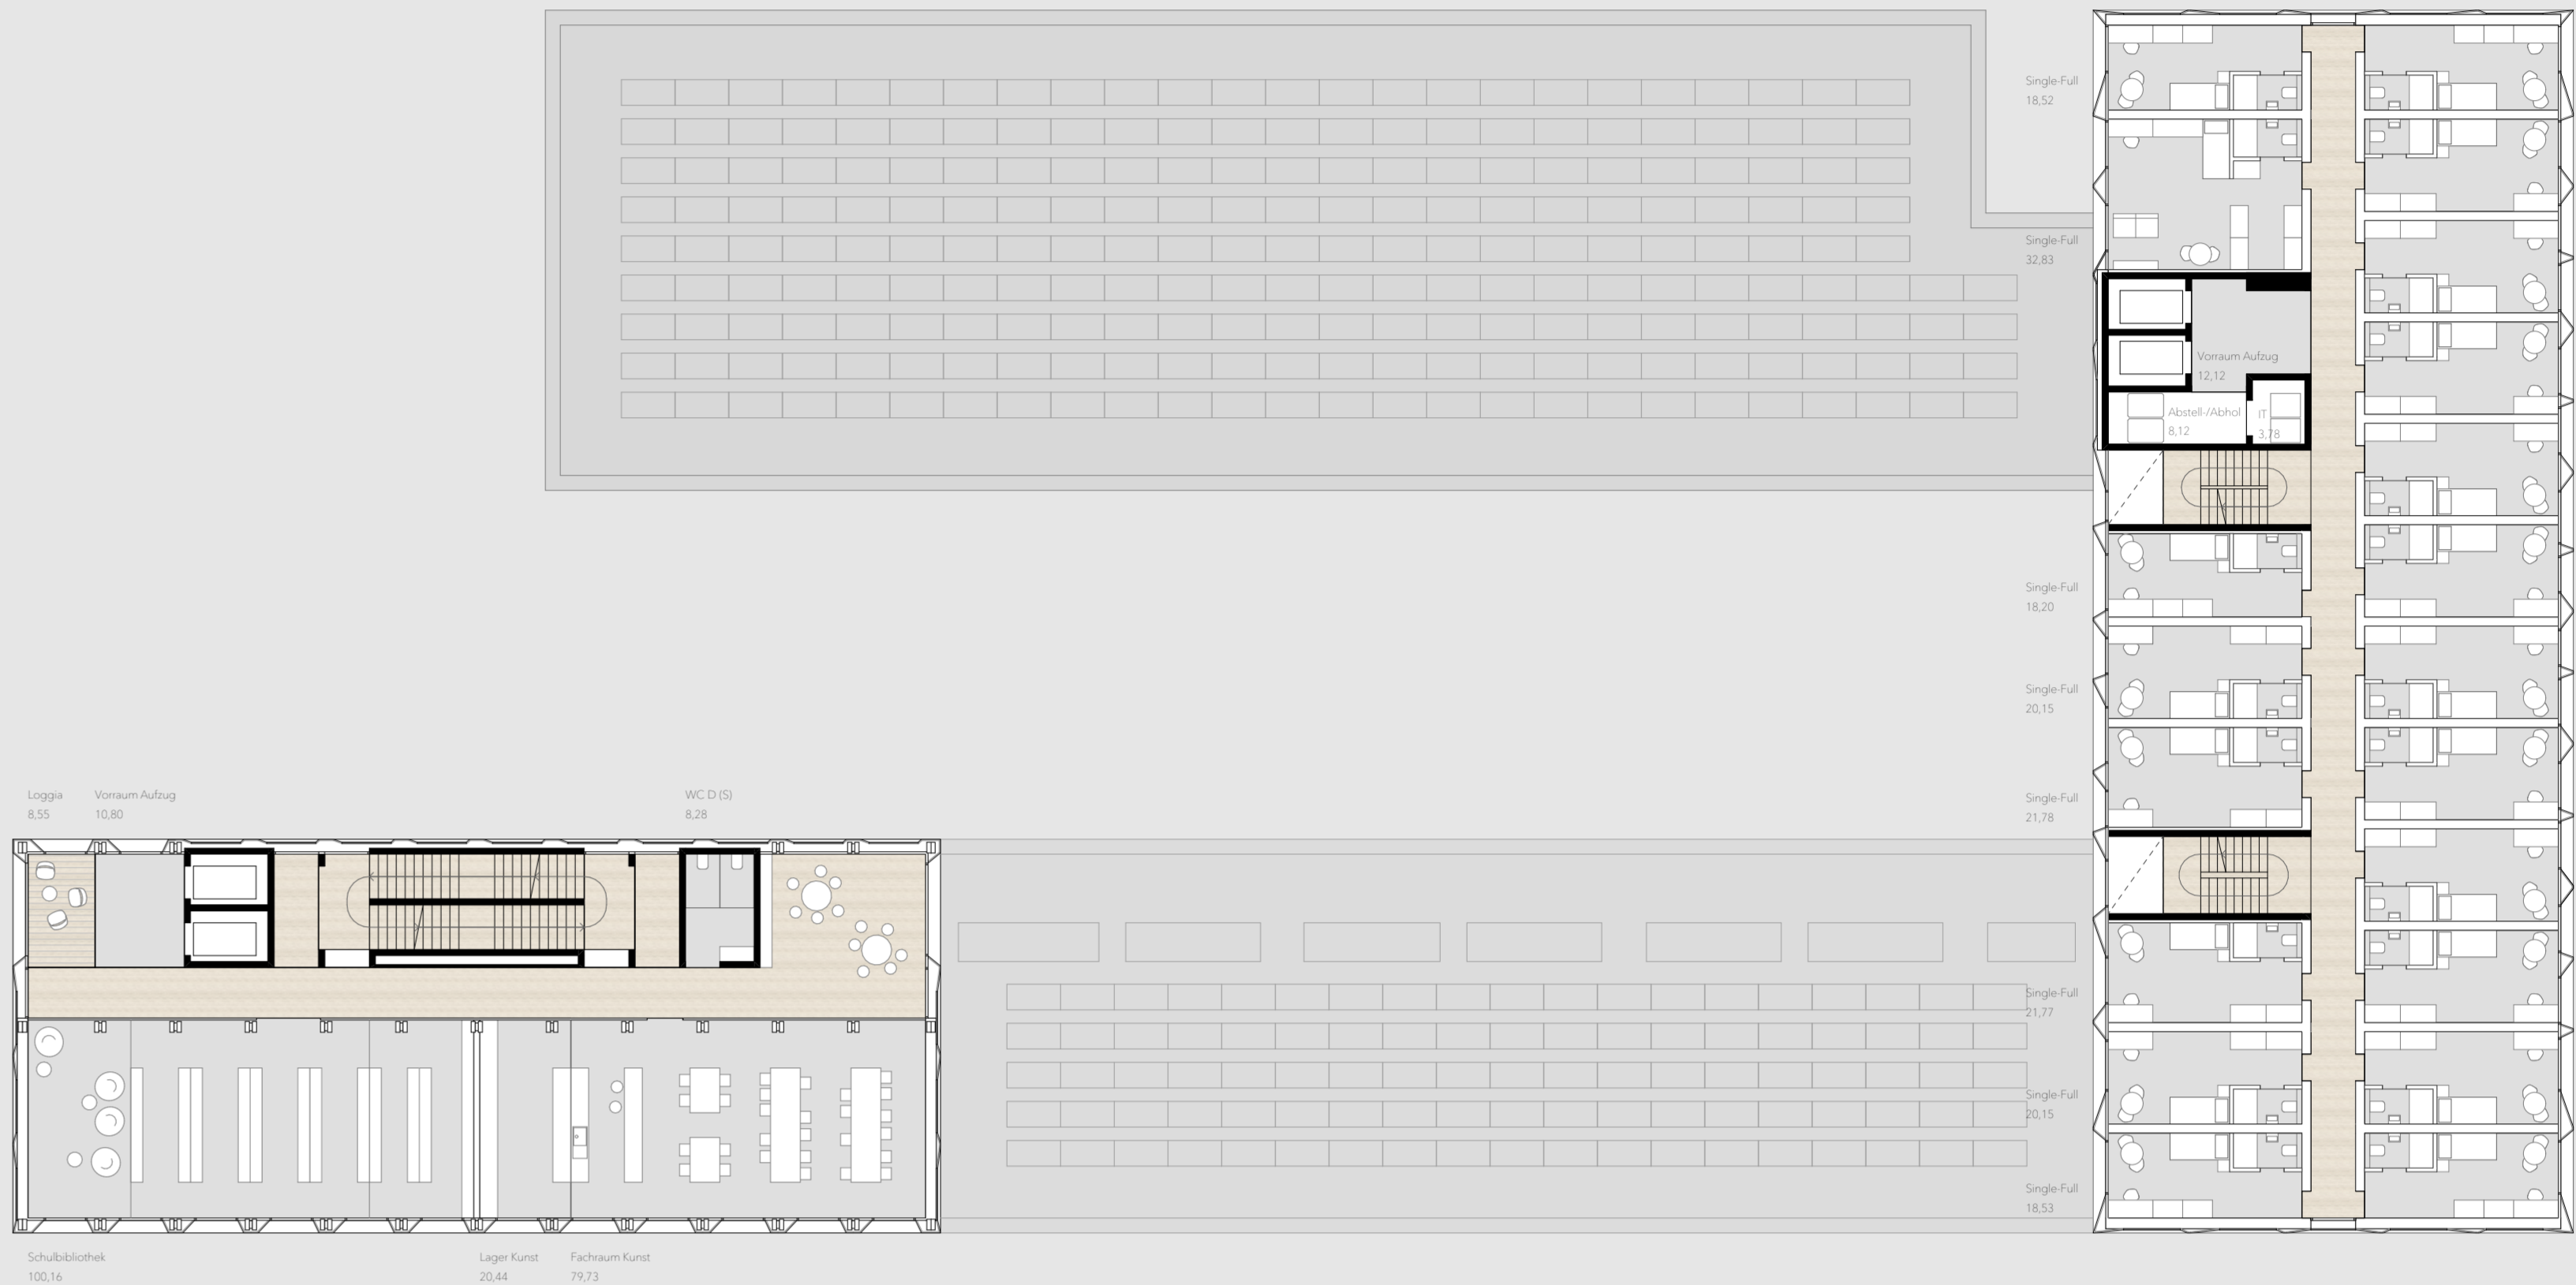 Single-Full
18,52
Single-Full
32,83
Vorraum Aufzug
12,12
Abstell-/Abhol
8,12
IT
3,78
Single-Full
18,20
Single-Full
20,15
Single-Full
21,78
Loggia
8,55
Vorraum Aufzug
10,80
WC D (S)
8,28
Single-Full
21,77
Single-Full
20,15
Single-Full
18,53
Schulbibliothek
100,16
Lager Kunst
20,44
Fachraum Kunst
79,73